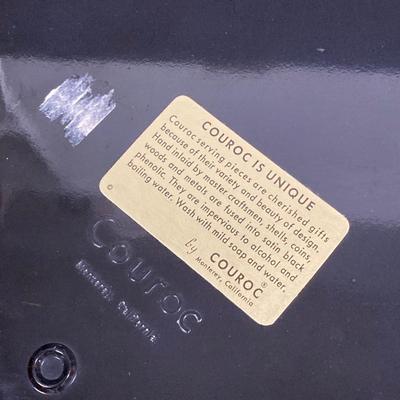 COUROC IS UNIQUE
Couroc serving pieces are cherished gifts
because of their variety and beauty of design.
Hand inlaid by master craftsmen, shells, coins,
woods and metals are fused into satin black
phenolic. They are impervious to alcohol and
boiling water. Wash with mild soap and water.
by COUROC®
Monterey, California
Couroc
Monterey, California